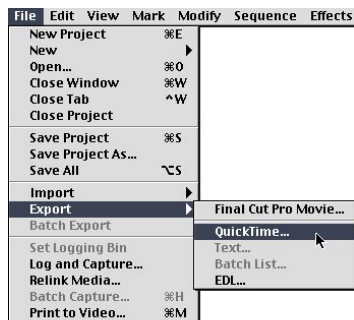 File Edit View Mark Modify Sequence Effects
New Project ⌘E
New
Open... ⌘O
Close Window ⌘W
Close Tab ^W
Close Project
Save Project ⌘S
Save Project As...
Save All ⌥S
Import
Export
Final Cut Pro Movie...
Batch Export
QuickTime...
Set Logging Bin
Text...
Log and Capture...
Batch List...
Relink Media...
EDL...
Batch Capture... ⌘H
Print to Video... ⌘M